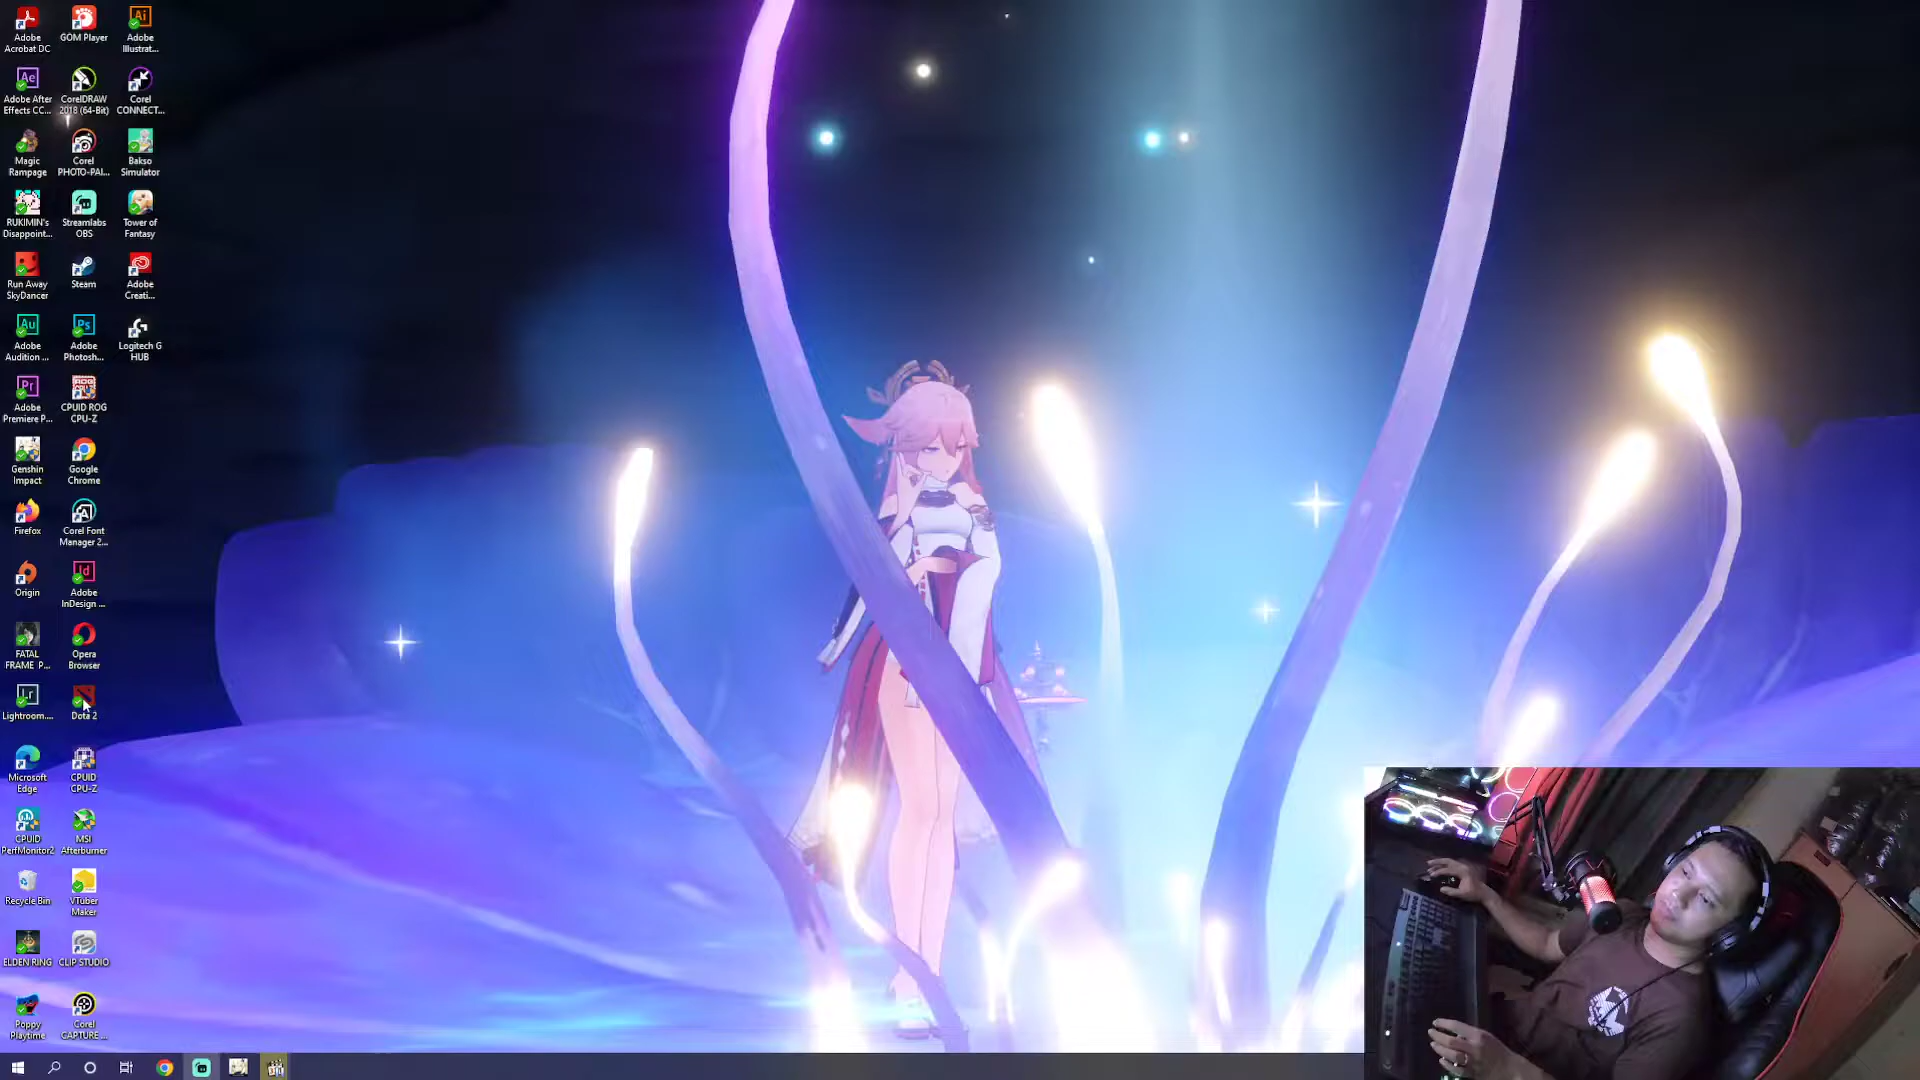 Adobe
Acrobat DC
GOM Player
Adobe
Illustrat...
Adobe After
Effects CC...
CorelDRAW
2018 (64-Bit)
Corel
CONNECT...
Magic
Rampage
Corel
PHOTO-PAI...
Bakso
Simulator
RUKIMIN's
Disappoint...
Streamlabs
OBS
Tower of
Fantasy
Run Away
SkyDancer
Steam
Adobe
Creati...
Adobe
Audition ...
Adobe
Photosh...
Logitech G
HUB
Adobe
Premiere P...
CPUID ROG
CPU-Z
Genshin
Impact
Google
Chrome
Firefox
Corel Font
Manager 2...
Origin
Adobe
InDesign ...
FATAL
FRAME P...
Opera
Browser
Lightroom....
Dota 2
Microsoft
Edge
CPUID
CPU-Z
CPUID
PerfMonitor2
MSI
Afterburner
Recycle Bin
VTuber
Maker
ELDEN RING
CLIP STUDIO
Poppy
Playtime
Corel
CAPTURE ...